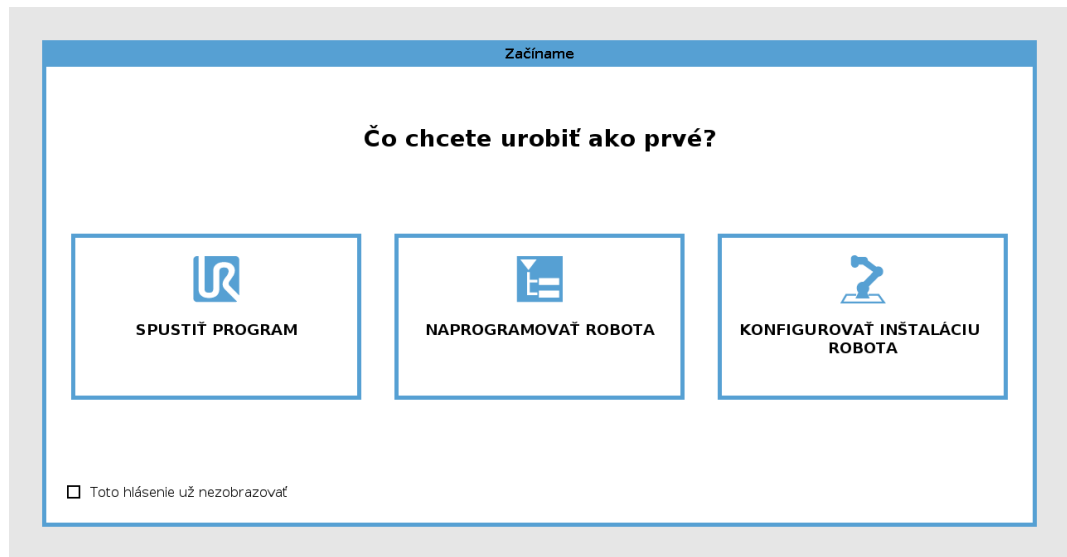 Začíname
Čo chcete urobiť ako prvé?
SPUSTIŤ PROGRAM
NAPROGRAMOVAŤ ROBOTA
KONFIGUROVAŤ INŠTALÁCIU
ROBOTA
Toto hlásenie už nezobrazovať